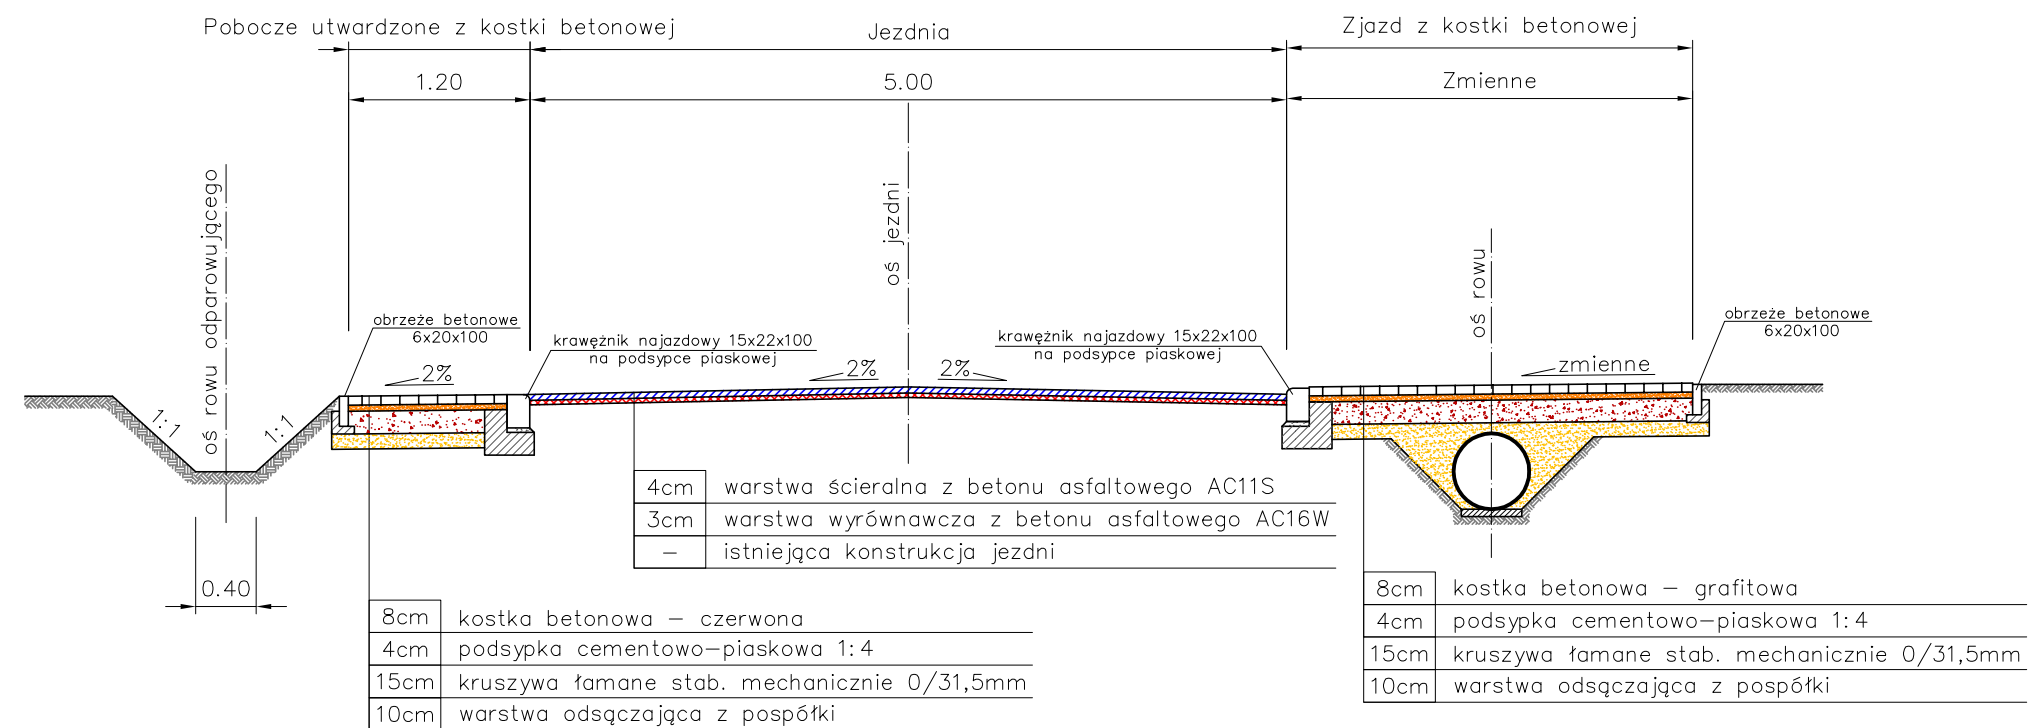 Pobocze utwardzone z kostki betonowej
Jezdnia
Zjazd z kostki betonowej
1.20
5.00
Zmienne
oś rowu odparowującego
oś jezdni
oś rowu
obrzeże betonowe
6x20x100
krawężnik najazdowy 15x22x100
na podsypce piaskowej
krawężnik najazdowy 15x22x100
na podsypce piaskowej
obrzeże betonowe
6x20x100
2%
2%
2%
zmienne
1:1
1:1
0.40
4cm warstwa ścieralna z betonu asfaltowego AC11S
3cm warstwa wyrównawcza z betonu asfaltowego AC16W
– istniejąca konstrukcja jezdni
8cm kostka betonowa – czerwona
4cm podsypka cementowo–piaskowa 1:4
15cm kruszywa łamane stab. mechanicznie 0/31,5mm
10cm warstwa odsączająca z pospółki
8cm kostka betonowa – grafitowa
4cm podsypka cementowo–piaskowa 1:4
15cm kruszywa łamane stab. mechanicznie 0/31,5mm
10cm warstwa odsączająca z pospółki